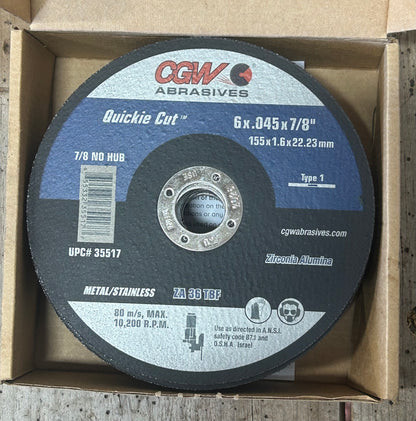 CGW
ABRASIVES
Quickie Cut™
6 x .045 x 7/8"
155 x 1.6 x 22.23 mm
7/8 NO HUB
Type 1
cgwabrasives.com
UPC# 35517
Zirconia Alumina
METAL/STAINLESS
ZA 36 TBF
80 m/s, MAX.
10,200 R.P.M.
Use as directed in A.N.S.I.
safety code B7.1 and
O.S.H.A. Israel